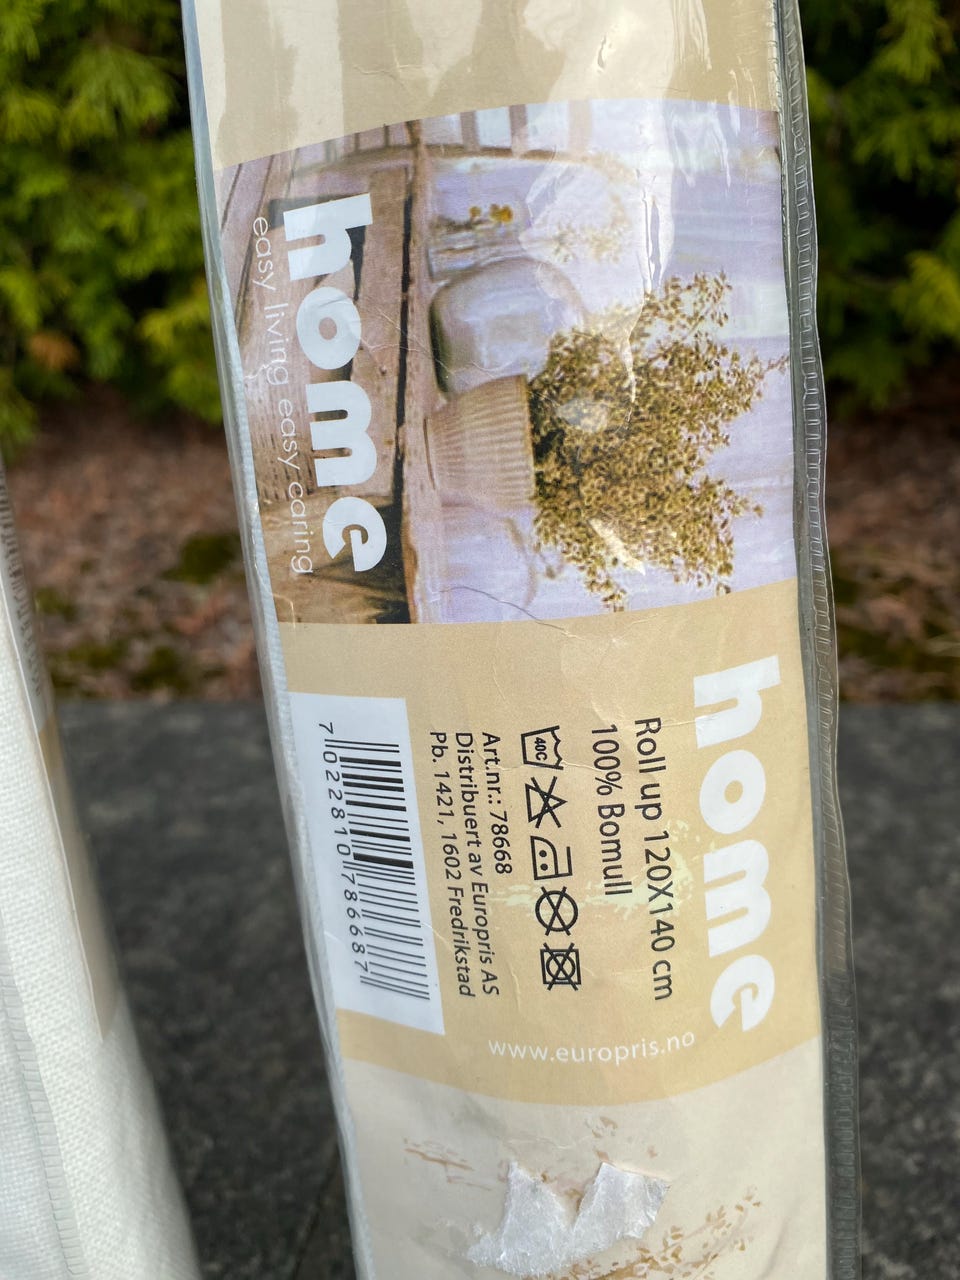 home
easy living easy caring
home
Roll up 120X140 cm
100% Bomull
40C
Art.nr.: 78668
Distribuert av Europris AS
Pb. 1421, 1602 Fredrikstad
7 022810 786687
www.europris.no